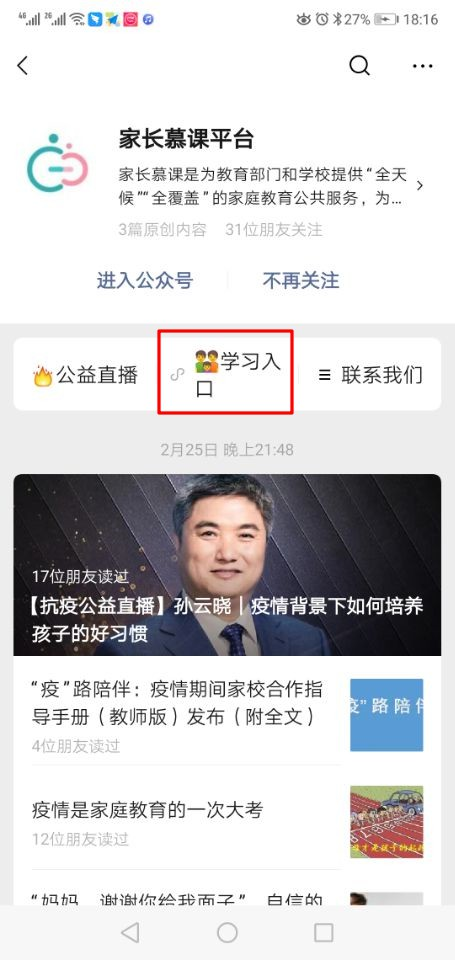 4G 2G 27% 18:16
家长慕课平台
家长慕课是为教育部门和学校提供“全天
候”“全覆盖”的家庭教育公共服务，为...
3篇原创内容 31位朋友关注
进入公众号 不再关注
公益直播 学习入 联系我们
口
2月25日 晚上21:48
17位朋友读过
【抗疫公益直播】孙云晓丨疫情背景下如何培养
孩子的好习惯
“疫”路陪伴：疫情期间家校合作指
导手册（教师版）发布（附全文）
4位朋友读过
疫”路陪伴
疫情是家庭教育的一次大考
12位朋友读过
“妈妈，谢谢你给我面子”，自信的